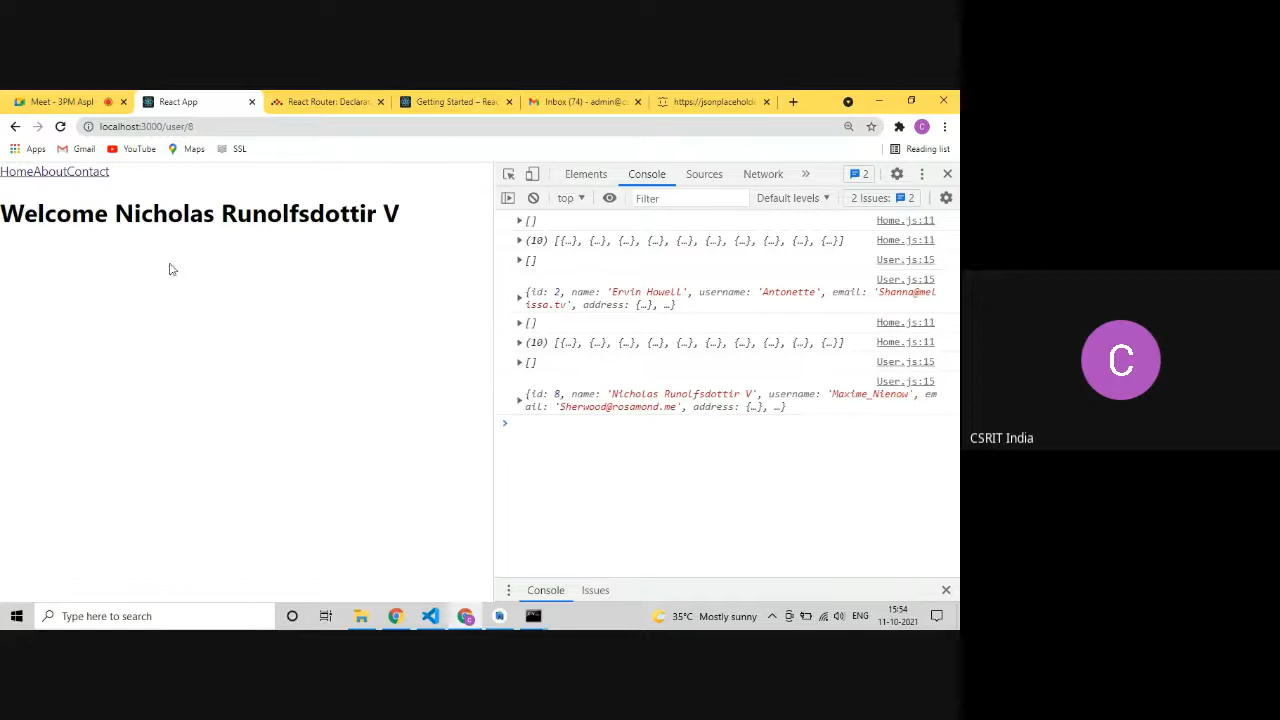 Meet - 3PM Aspl
React App
React Router: Declarat
Getting Started – Reac
Inbox (74) - admin@c
https://jsonplacehold
localhost:3000/user/8
Apps
Gmail
YouTube
Maps
SSL
Reading list
HomeAboutContact
Welcome Nicholas Runolfsdottir V
Elements
Console
Sources
Network
»
2
top ▾
Filter
Default levels ▾
2 Issues: 2
[] Home.js:11
(10) [{…}, {…}, {…}, {…}, {…}, {…}, {…}, {…}, {…}, {…}] Home.js:11
[] User.js:15
User.js:15
{id: 2, name: 'Ervin Howell', username: 'Antonette', email: 'Shanna@mel
issa.tv', address: {…}, …}
[] Home.js:11
(10) [{…}, {…}, {…}, {…}, {…}, {…}, {…}, {…}, {…}, {…}] Home.js:11
[] User.js:15
User.js:15
{id: 8, name: 'Nicholas Runolfsdottir V', username: 'Maxime_Nienow', em
ail: 'Sherwood@rosamond.me', address: {…}, …}
Console
Issues
Type here to search
35°C Mostly sunny
ENG
15:54
11-10-2021
C
CSRIT India